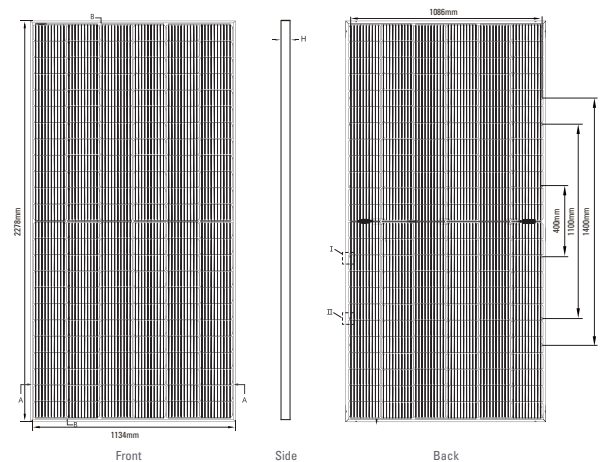 B
H
1086mm
2278mm
400mm
1100mm
1400mm
I
II
A
A
B
1134mm
Front
Side
Back